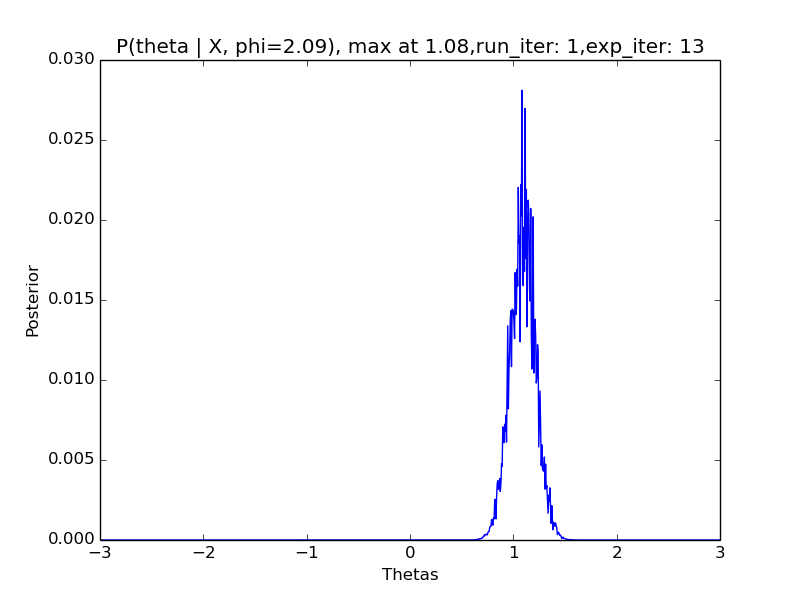 P(theta | X, phi=2.09), max at 1.08,run_iter: 1,exp_iter: 13
0.030
0.025
0.020
0.015
0.010
0.005
0.000
Posterior
−3 −2 −1 0 1 2 3
Thetas